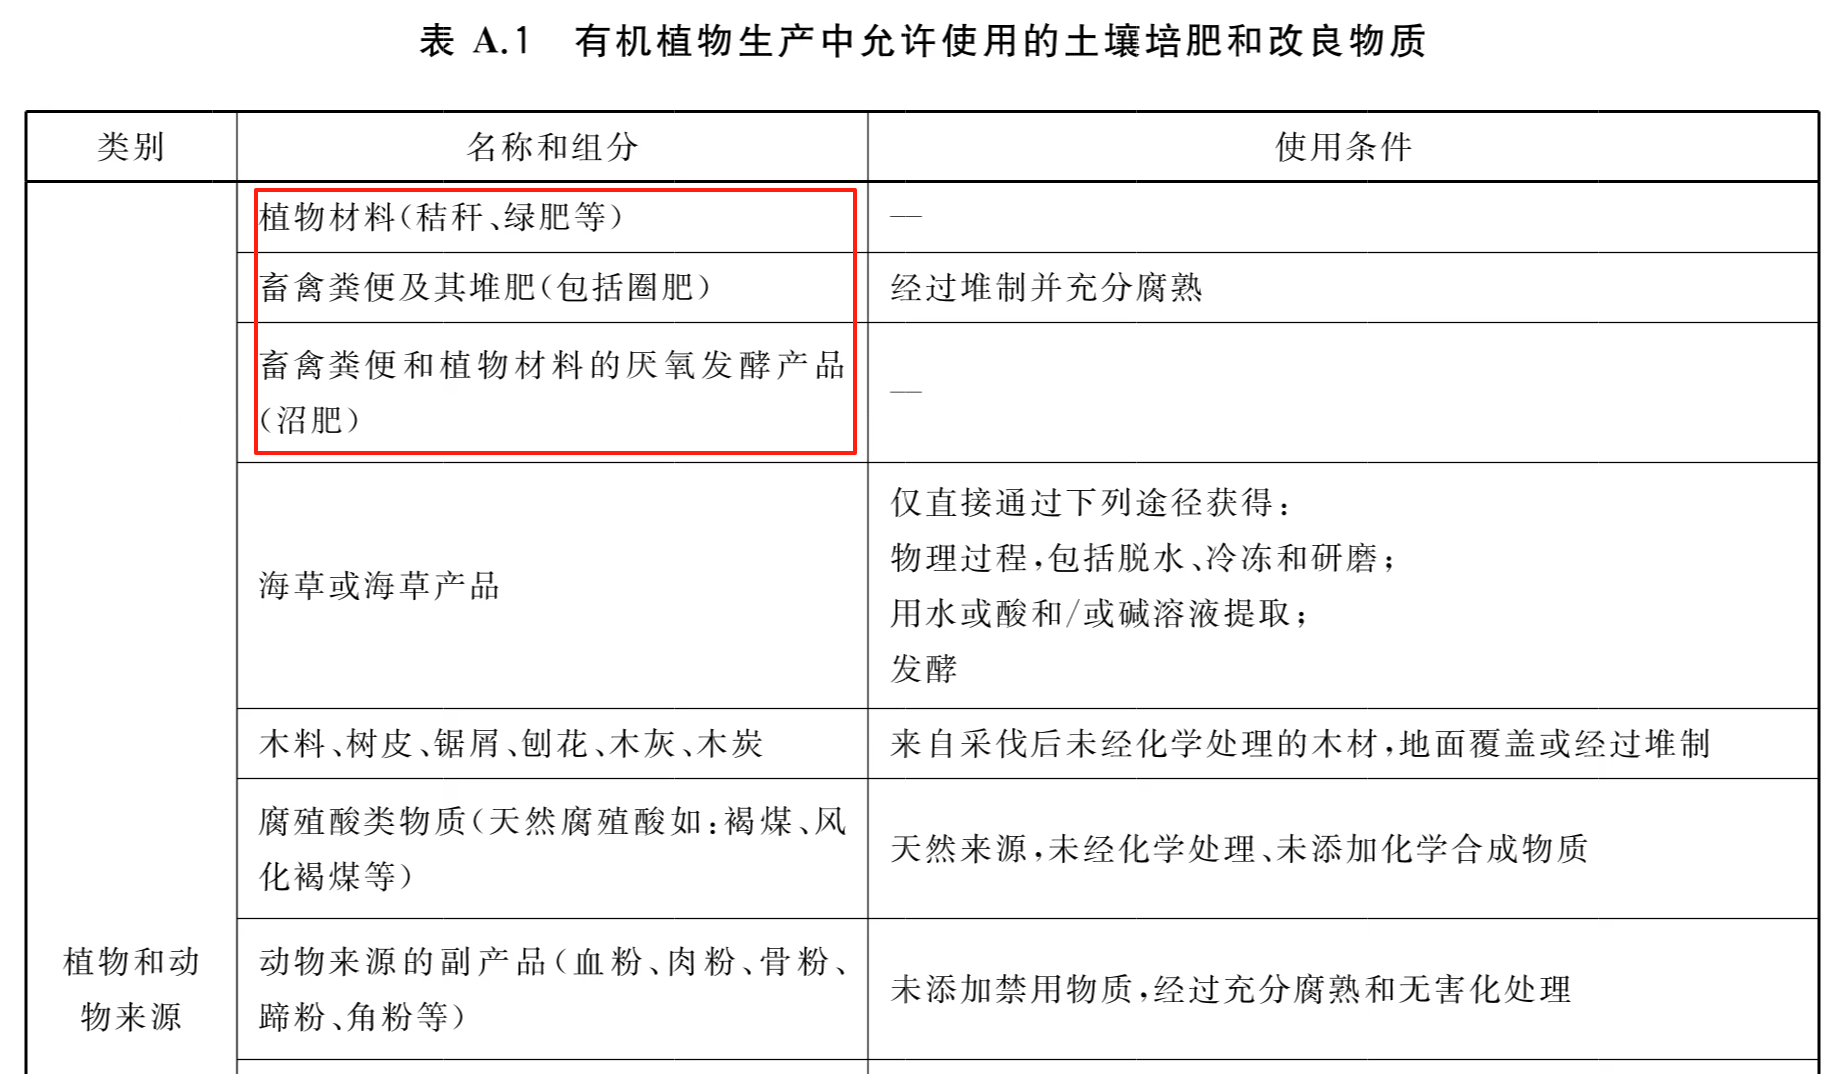 表 A.1 有机植物生产中允许使用的土壤培肥和改良物质
类别 名称和组分 使用条件
植物材料(秸秆、绿肥等) —
畜禽粪便及其堆肥(包括圈肥) 经过堆制并充分腐熟
畜禽粪便和植物材料的厌氧发酵产品
(沼肥)
—
海草或海草产品
仅直接通过下列途径获得:
物理过程,包括脱水、冷冻和研磨;
用水或酸和/或碱溶液提取;
发酵
木料、树皮、锯屑、刨花、木灰、木炭 来自采伐后未经化学处理的木材,地面覆盖或经过堆制
腐殖酸类物质(天然腐殖酸如:褐煤、风
化褐煤等)
天然来源,未经化学处理、未添加化学合成物质
植物和动
物来源
动物来源的副产品(血粉、肉粉、骨粉、
蹄粉、角粉等)
未添加禁用物质,经过充分腐熟和无害化处理